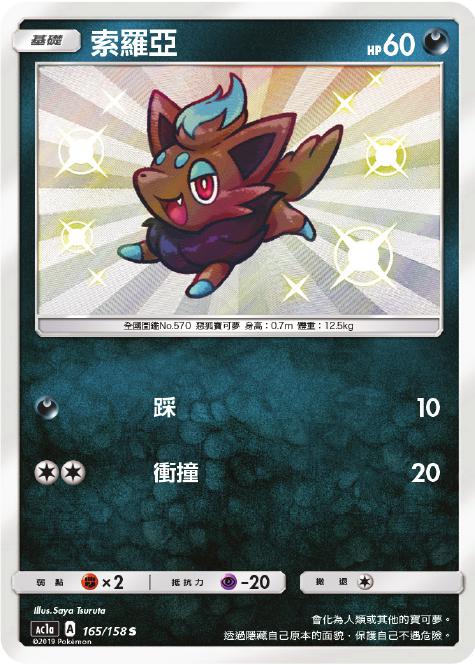 基礎 索羅亞 HP60
全國圖鑑No.570 惡狐寶可夢 身高:0.7m 體重:12.5kg
踩 10
衝撞 20
弱點 ×2 抵抗力 -20 撤退
Illus.Saya Tsuruta
AC1a A 165/158 S
©2019 Pokémon
會化為人類或其他的寶可夢。
透過隱藏自己原本的面貌,保護自己不遇危險。